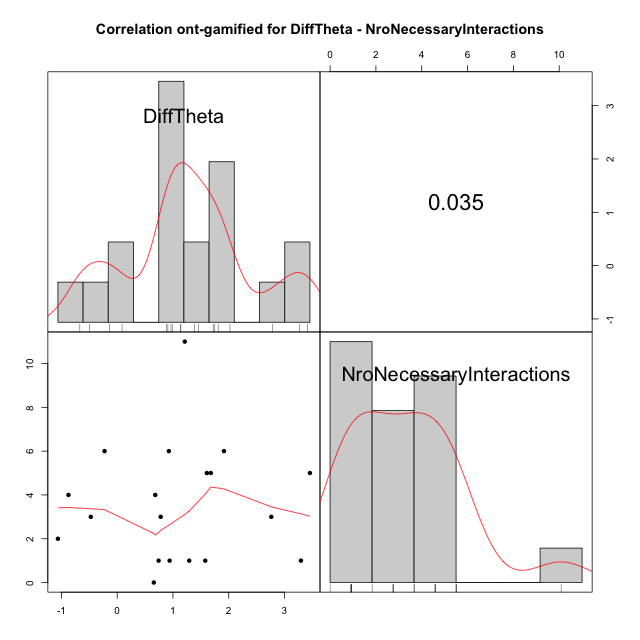 Correlation ont-gamified for DiffTheta - NroNecessaryInteractions
0 2 4 6 8 10
DiffTheta
0.035
3
2
1
0
-1
NroNecessaryInteractions
10
8
6
4
2
0
-1 0 1 2 3